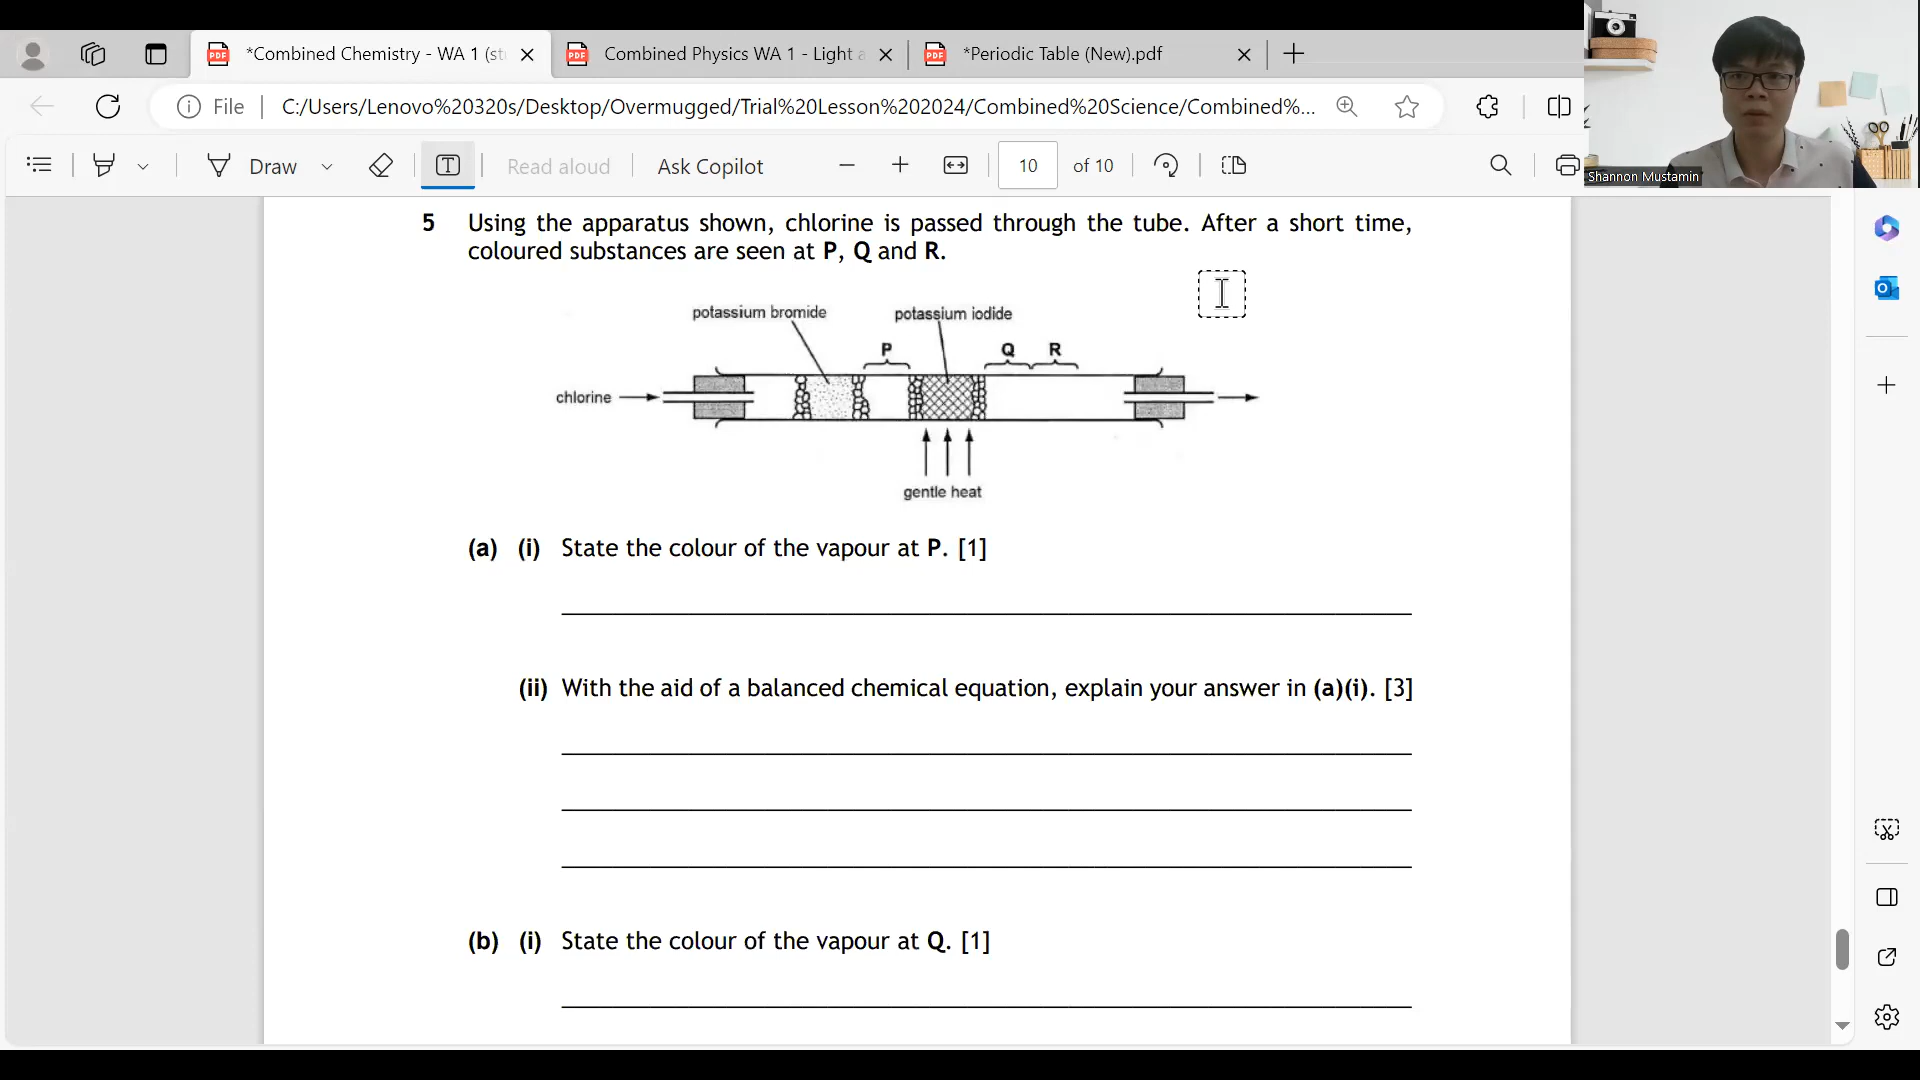 *Combined Chemistry - WA 1 (stu
Combined Physics WA 1 - Light a
*Periodic Table (New).pdf
File
C:/Users/Lenovo%20320s/Desktop/Overmugged/Trial%20Lesson%202024/Combined%20Science/Combined%...
Draw
Read aloud
Ask Copilot
10
of 10
Shannon Mustamin
5 Using the apparatus shown, chlorine is passed through the tube. After a short time,
coloured substances are seen at P, Q and R.
potassium bromide
potassium iodide
P
Q
R
chlorine
gentle heat
(a) (i) State the colour of the vapour at P. [1]
(ii) With the aid of a balanced chemical equation, explain your answer in (a)(i). [3]
(b) (i) State the colour of the vapour at Q. [1]